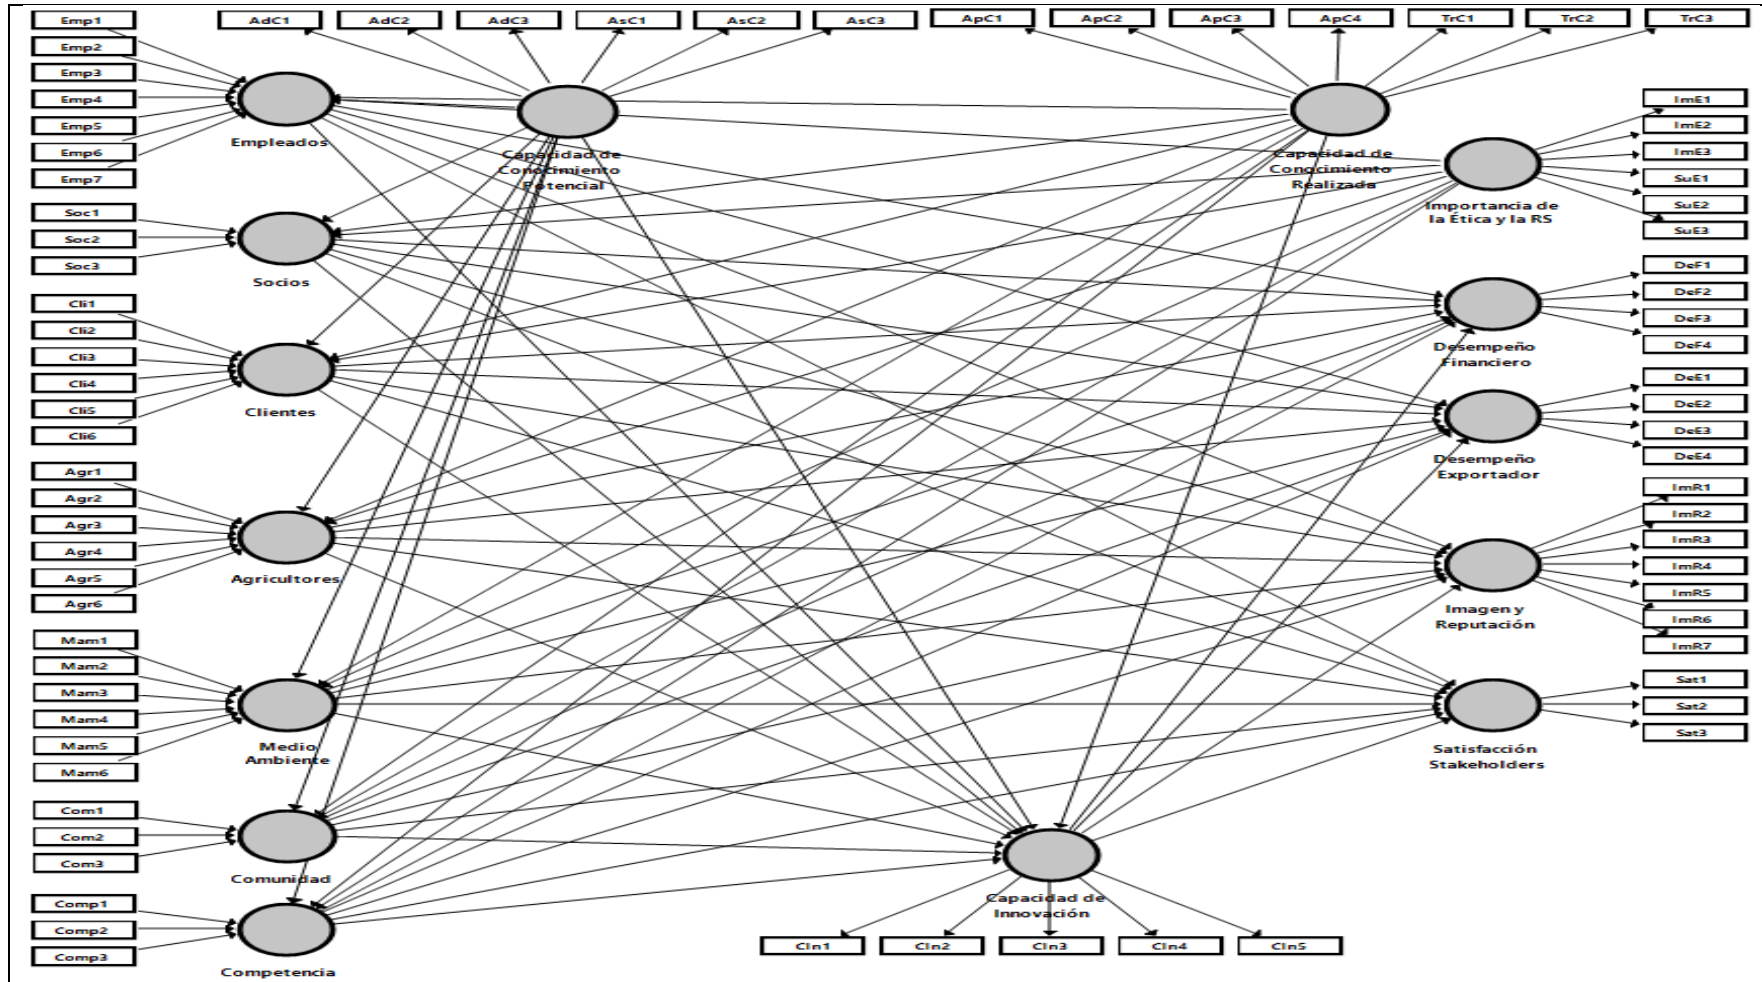 Emp1
Emp2
Emp3
Emp4
Emp5
Emp6
Emp7
Empleados
AdC1
AdC2
AdC3
AsC1
AsC2
AsC3
Capacidad de
Conocimiento
Potencial
ApC1
ApC2
ApC3
ApC4
TrC1
TrC2
TrC3
Capacidad de
Conocimiento
Realizada
ImE1
ImE2
ImE3
SuE1
SuE2
SuE3
Importancia de
la Ética y la RS
Soc1
Soc2
Soc3
Socios
DeF1
DeF2
DeF3
DeF4
Desempeño
Financiero
Cli1
Cli2
Cli3
Cli4
Cli5
Cli6
Clientes
DeE1
DeE2
DeE3
DeE4
Desempeño
Exportador
Agr1
Agr2
Agr3
Agr4
Agr5
Agr6
Agricultores
ImR1
ImR2
ImR3
ImR4
ImR5
ImR6
ImR7
Imagen y
Reputación
Mam1
Mam2
Mam3
Mam4
Mam5
Mam6
Medio
Ambiente
Sat1
Sat2
Sat3
Satisfacción
Stakeholders
Com1
Com2
Com3
Comunidad
Comp1
Comp2
Comp3
Competencia
Capacidad de
Innovación
CIn1
CIn2
CIn3
CIn4
CIn5